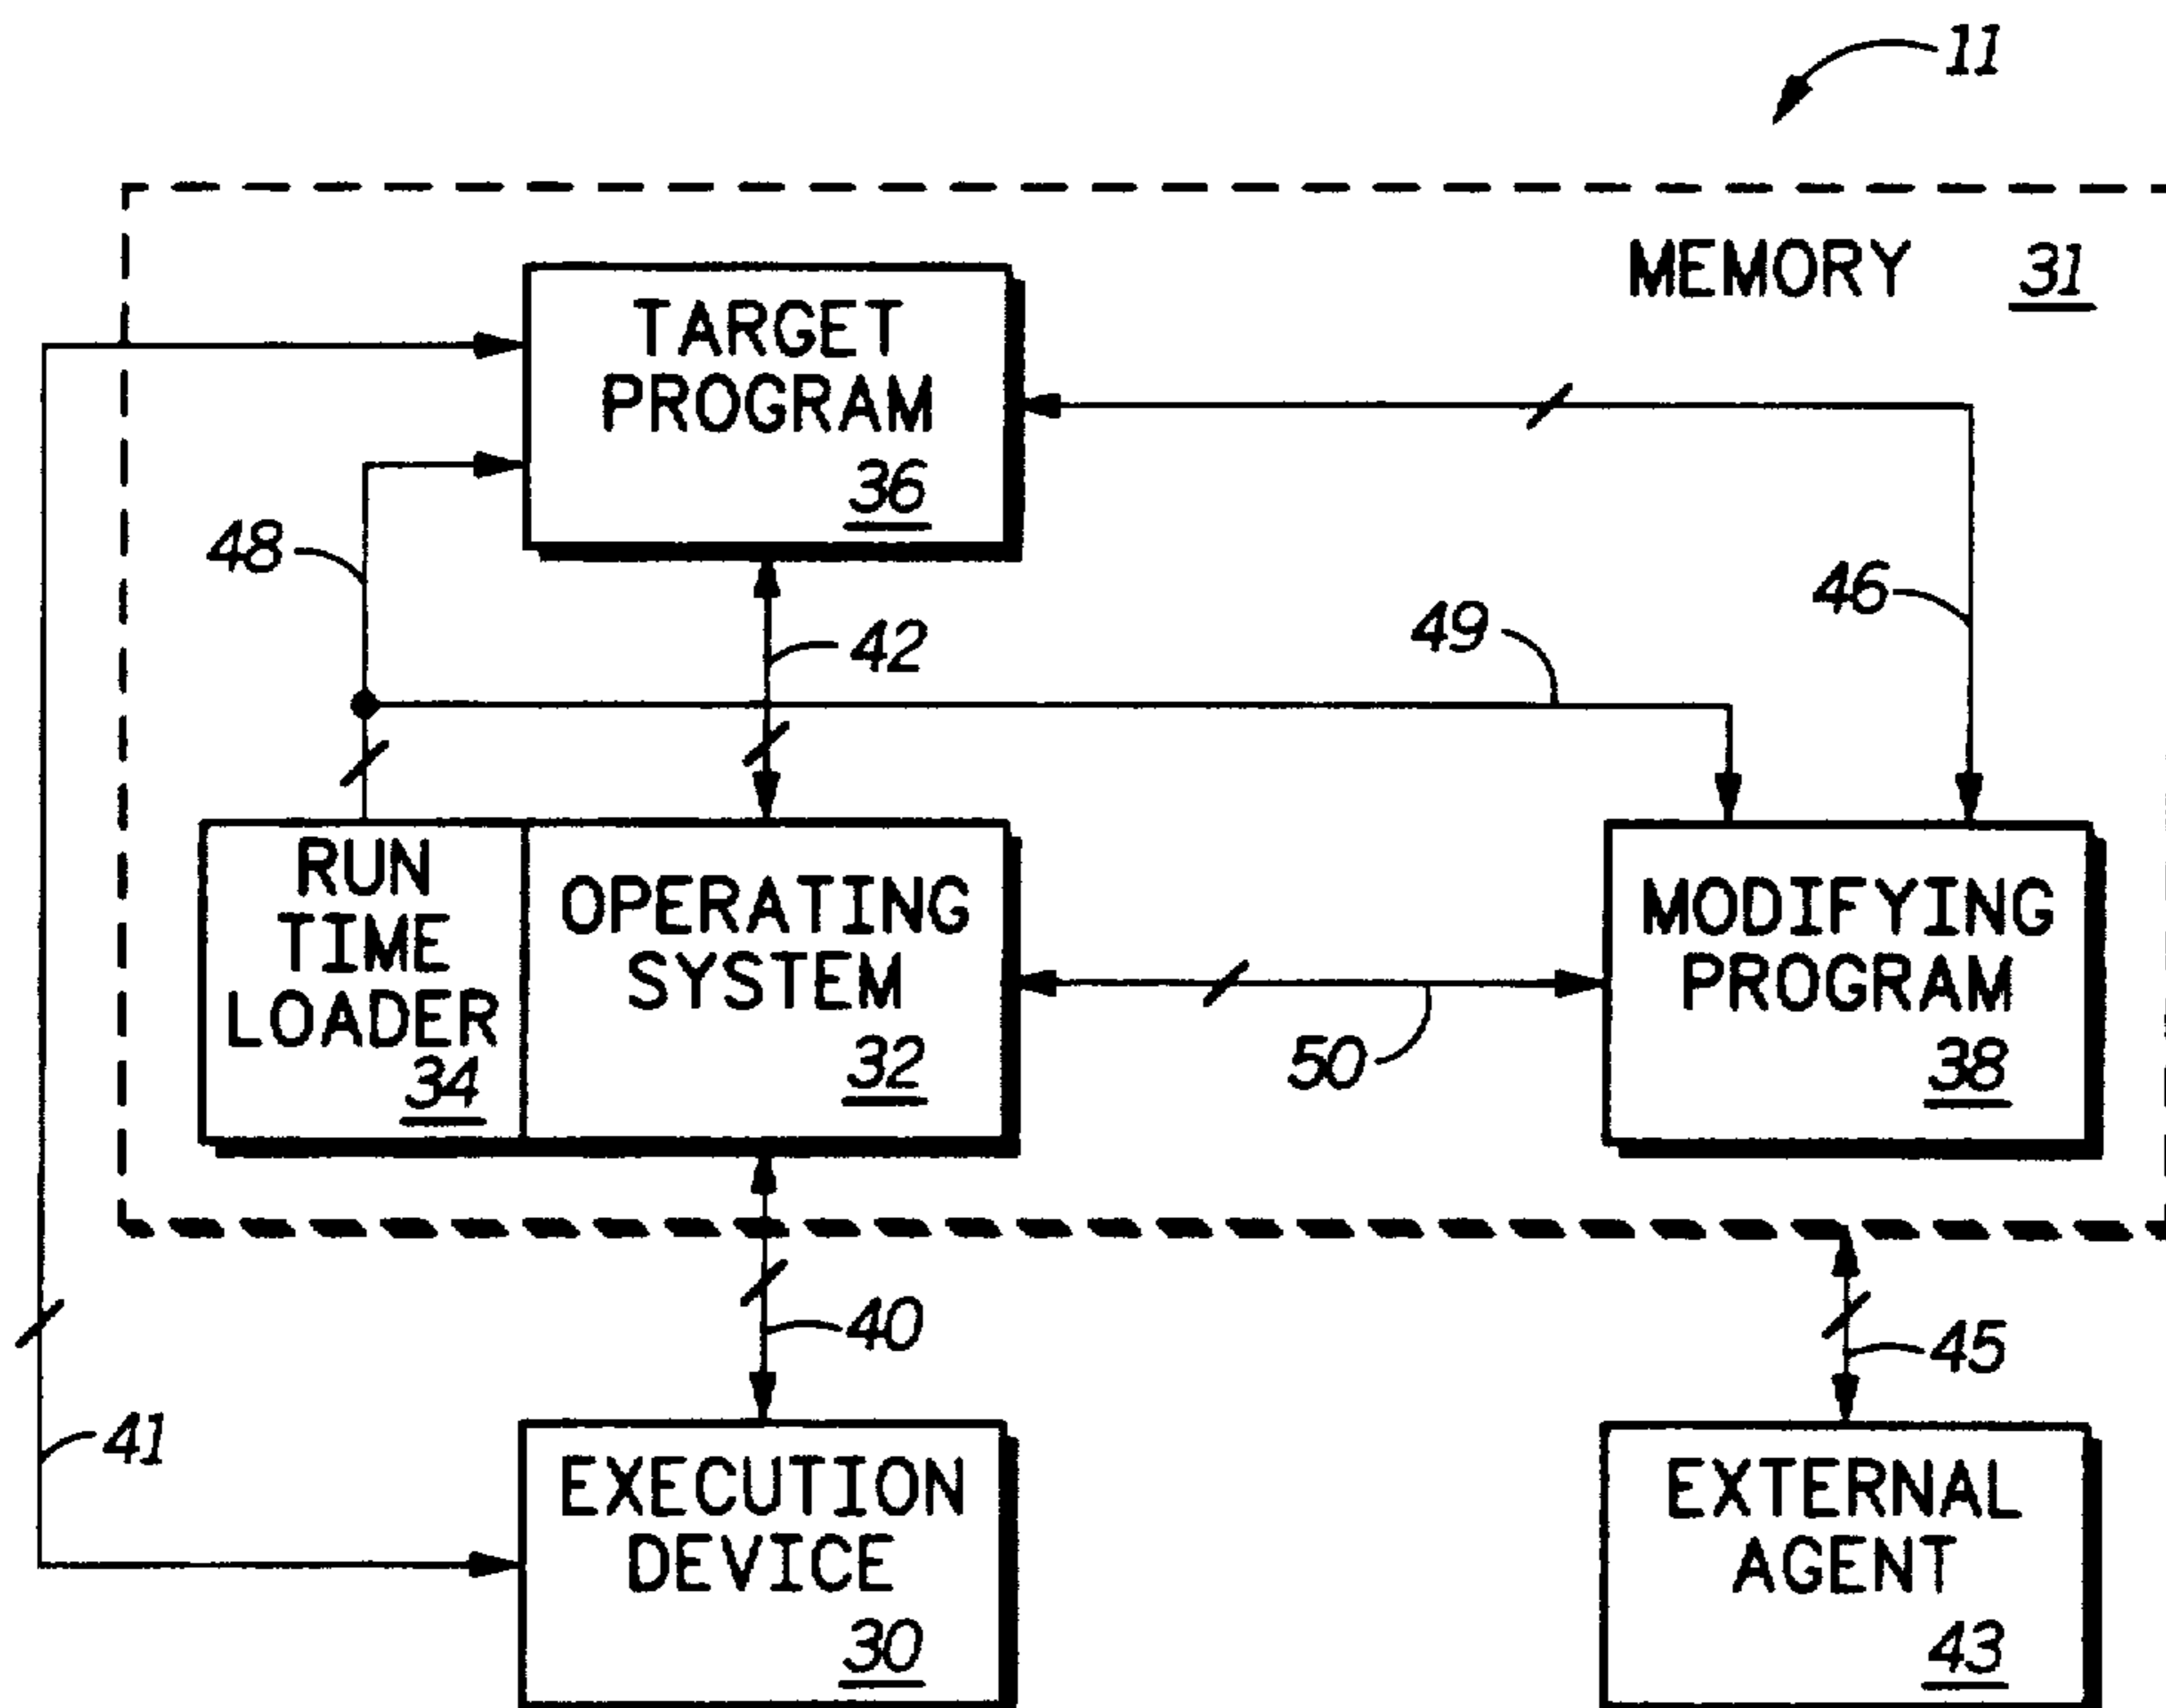 11
MEMORY 31
TARGET
PROGRAM
36
48
42
49
46
RUN
TIME
LOADER
34
OPERATING
SYSTEM
32
50
MODIFYING
PROGRAM
38
40
45
41
EXECUTION
DEVICE
30
EXTERNAL
AGENT
43